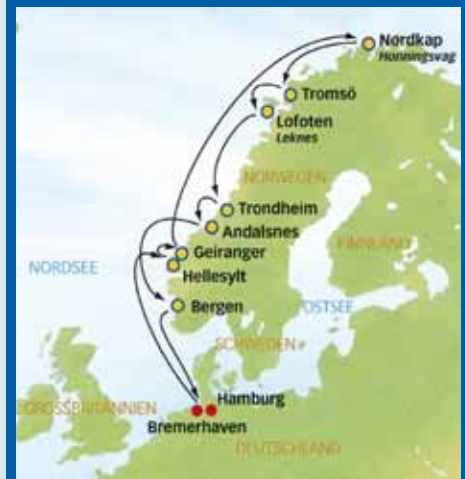 Nordkap
Honningsvag
Tromsö
Lofoten
Leknes
NORWEGEN
Trondheim
Andalsnes
FINNLAND
Geiranger
NORDSEE
Hellesylt
Bergen
OSTSEE
SCHWEDEN
Hamburg
GROSSBRITANNIEN
Bremerhaven
DEUTSCHLAND